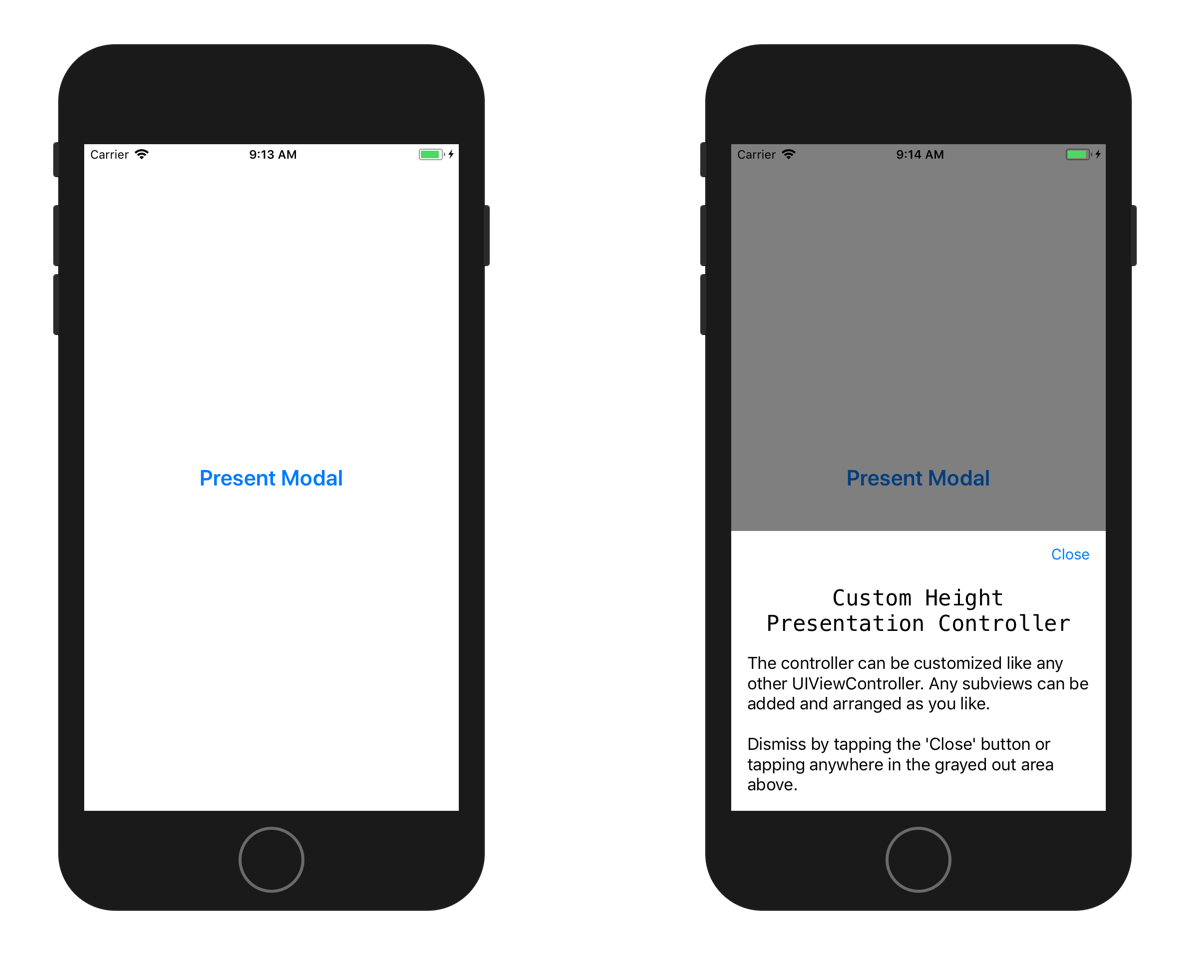 Carrier 9:13 AM
Present Modal
Carrier 9:14 AM
Present Modal
Close
Custom Height
Presentation Controller
The controller can be customized like any
other UIViewController. Any subviews can be
added and arranged as you like.
Dismiss by tapping the 'Close' button or
tapping anywhere in the grayed out area
above.